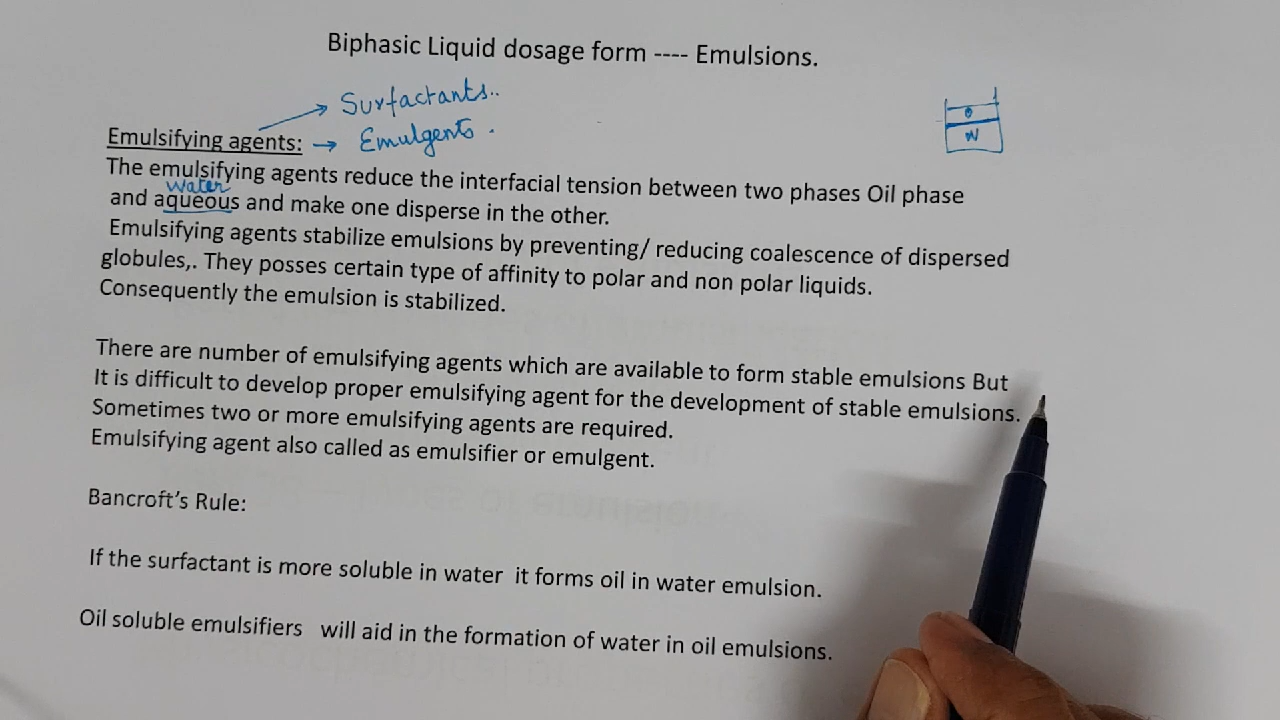 Biphasic Liquid dosage form ---- Emulsions.
Surfactants..
Emulsifying agents: → Emulgents.
O
W
The emulsifying agents reduce the interfacial tension between two phases Oil phase
water
and aqueous and make one disperse in the other.
Emulsifying agents stabilize emulsions by preventing/ reducing coalescence of dispersed
globules,. They posses certain type of affinity to polar and non polar liquids.
Consequently the emulsion is stabilized.
There are number of emulsifying agents which are available to form stable emulsions But
It is difficult to develop proper emulsifying agent for the development of stable emulsions.
Sometimes two or more emulsifying agents are required.
Emulsifying agent also called as emulsifier or emulgent.
Bancroft's Rule:
If the surfactant is more soluble in water it forms oil in water emulsion.
Oil soluble emulsifiers will aid in the formation of water in oil emulsions.